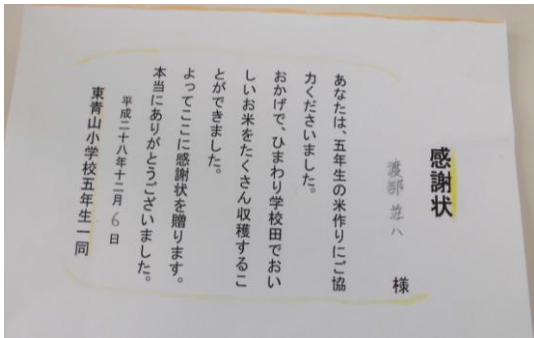 感謝状
渡部 荘八 様
あなたは、五年生の米作りにご協
力くださいました。
おかげで、ひまわり学校田でおい
しいお米をたくさん収穫するこ
とができました。
よってここに感謝状を贈ります。
本当にありがとうございました。
平成二十八年十二月6日
東青山小学校五年生一同